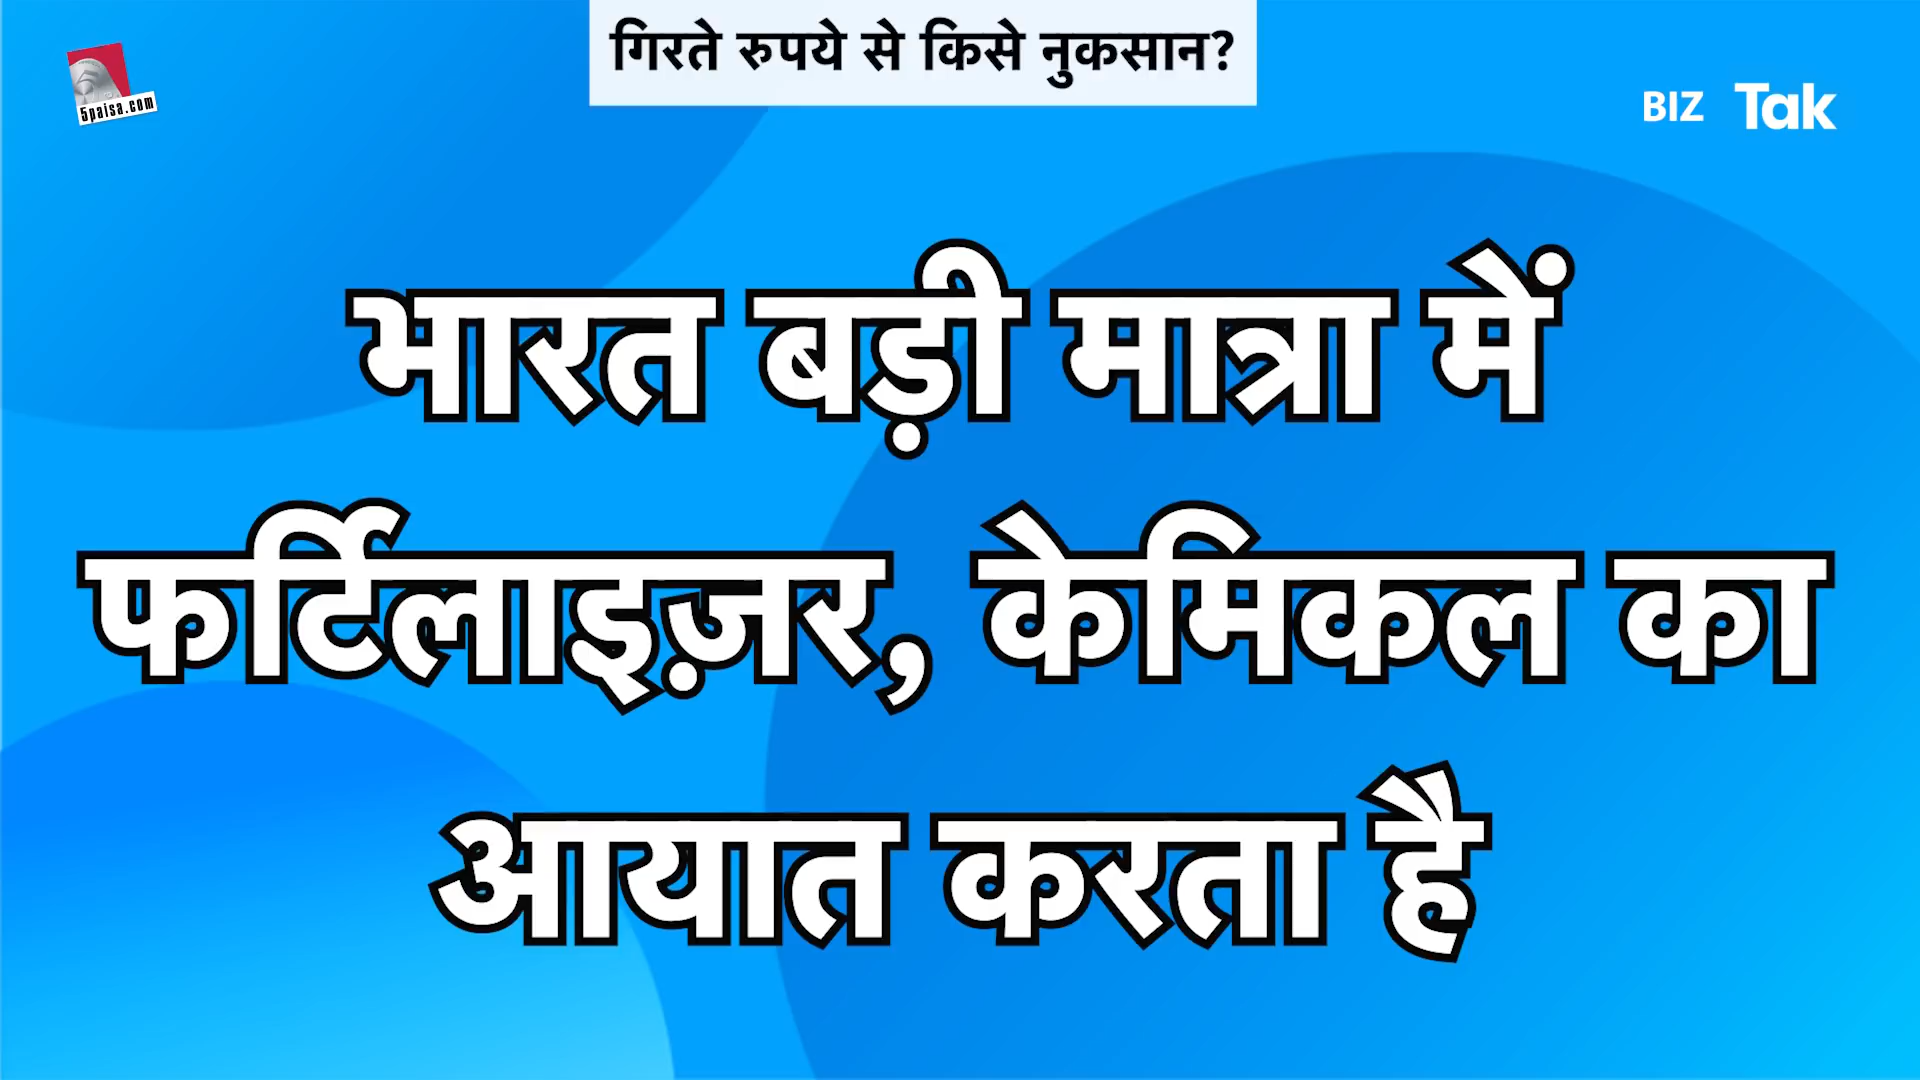 गिरते रुपये से किसे नुकसान?
5paisa.com
BIZ Tak
भारत बड़ी मात्रा में
फर्टिलाइज़र, केमिकल का
आयात करता है